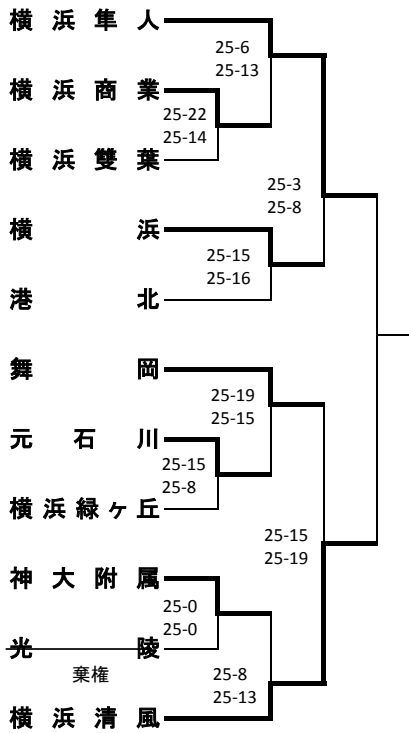 横浜隼人
25-6
25-13
横浜商業
25-22
25-14
横浜雙葉
25-3
25-8
横浜
25-15
25-16
港北
舞岡
25-19
25-15
元石川
25-15
25-8
横浜緑ヶ丘
25-15
25-19
神大附属
25-0
25-0
光陵
棄権
25-8
25-13
横浜清風